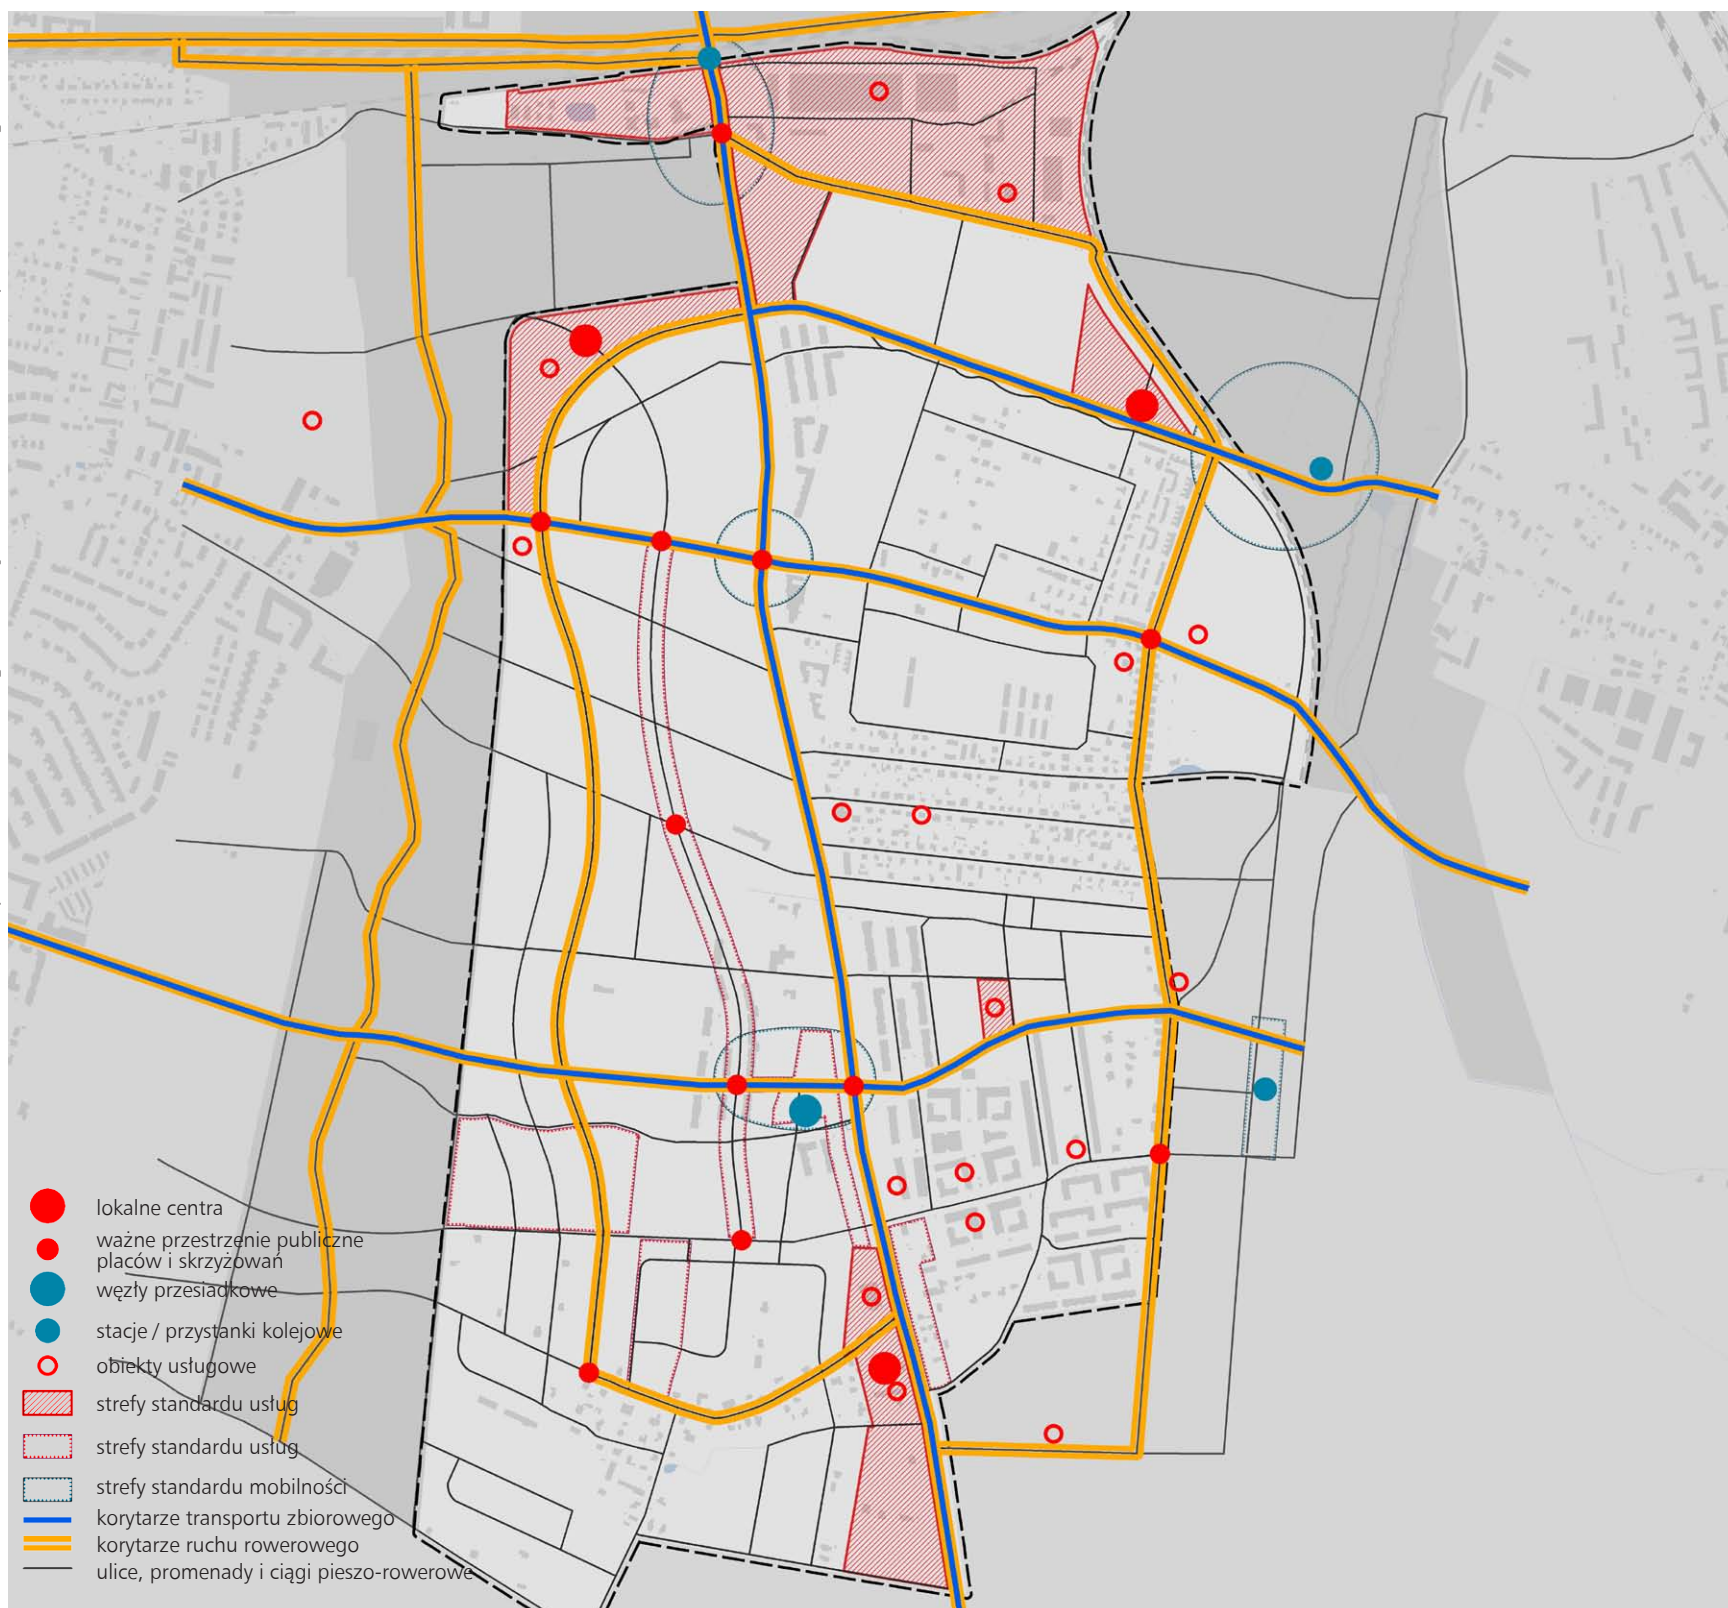 lokalne centra
ważne przestrzenie publiczne
placów i skrzyżowań
węzły przesiadkowe
stacje / przystanki kolejowe
obiekty usługowe
strefy standardu usług
strefy standardu usług
strefy standardu mobilności
korytarze transportu zbiorowego
korytarze ruchu rowerowego
ulice, promenady i ciągi pieszo-rowerowe